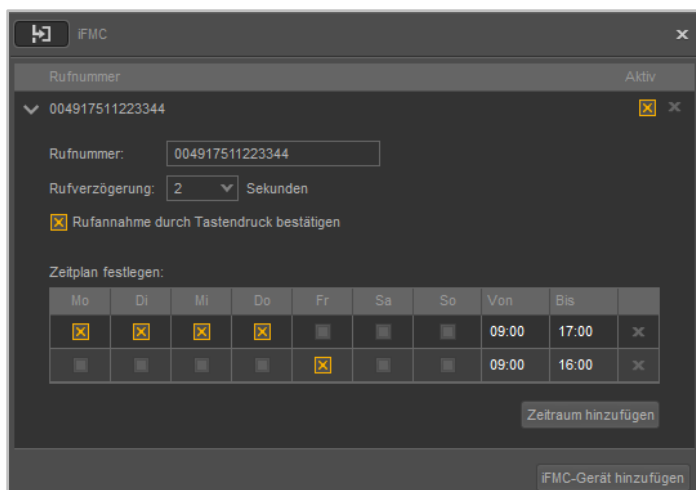 iFMC
Rufnummer Aktiv
004917511223344
Rufnummer: 004917511223344
Rufverzögerung: 2 Sekunden
Rufannahme durch Tastendruck bestätigen
Zeitplan festlegen:
Mo Di Mi Do Fr Sa So Von Bis
09:00 17:00
09:00 16:00
Zeitraum hinzufügen
iFMC-Gerät hinzufügen